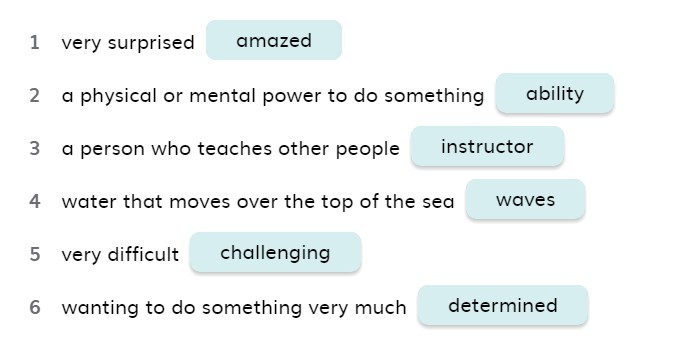 1 very surprised amazed
2 a physical or mental power to do something ability
3 a person who teaches other people instructor
4 water that moves over the top of the sea waves
5 very difficult challenging
6 wanting to do something very much determined